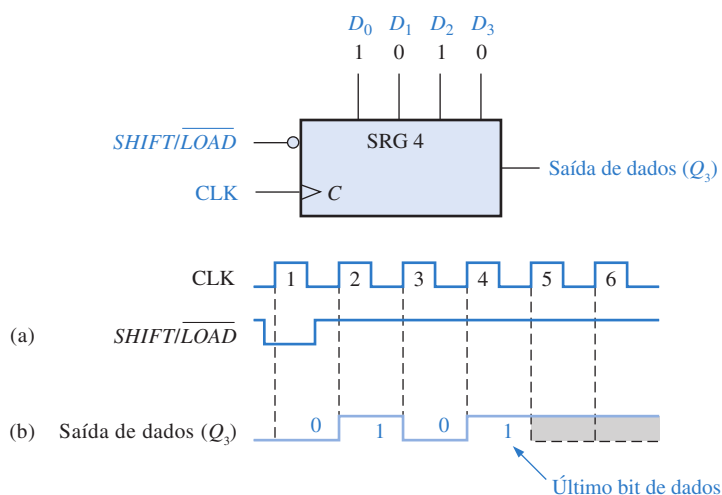 D0 D1 D2 D3
1 0 1 0
SHIFT/LOAD
SRG 4
Saída de dados (Q3)
CLK
C
CLK
1 2 3 4 5 6
(a) SHIFT/LOAD
(b) Saída de dados (Q3)
0 1 0 1
Último bit de dados